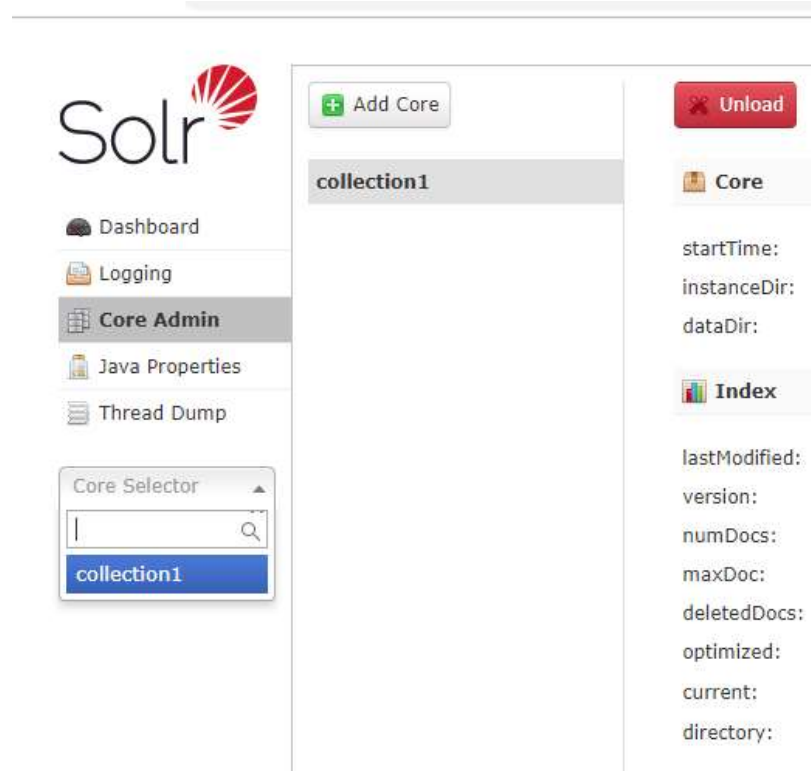 Solr
Dashboard
Logging
Core Admin
Java Properties
Thread Dump
Core Selector
collection1
Add Core
collection1
Unload
Core
startTime:
instanceDir:
dataDir:
Index
lastModified:
version:
numDocs:
maxDoc:
deletedDocs:
optimized:
current:
directory: